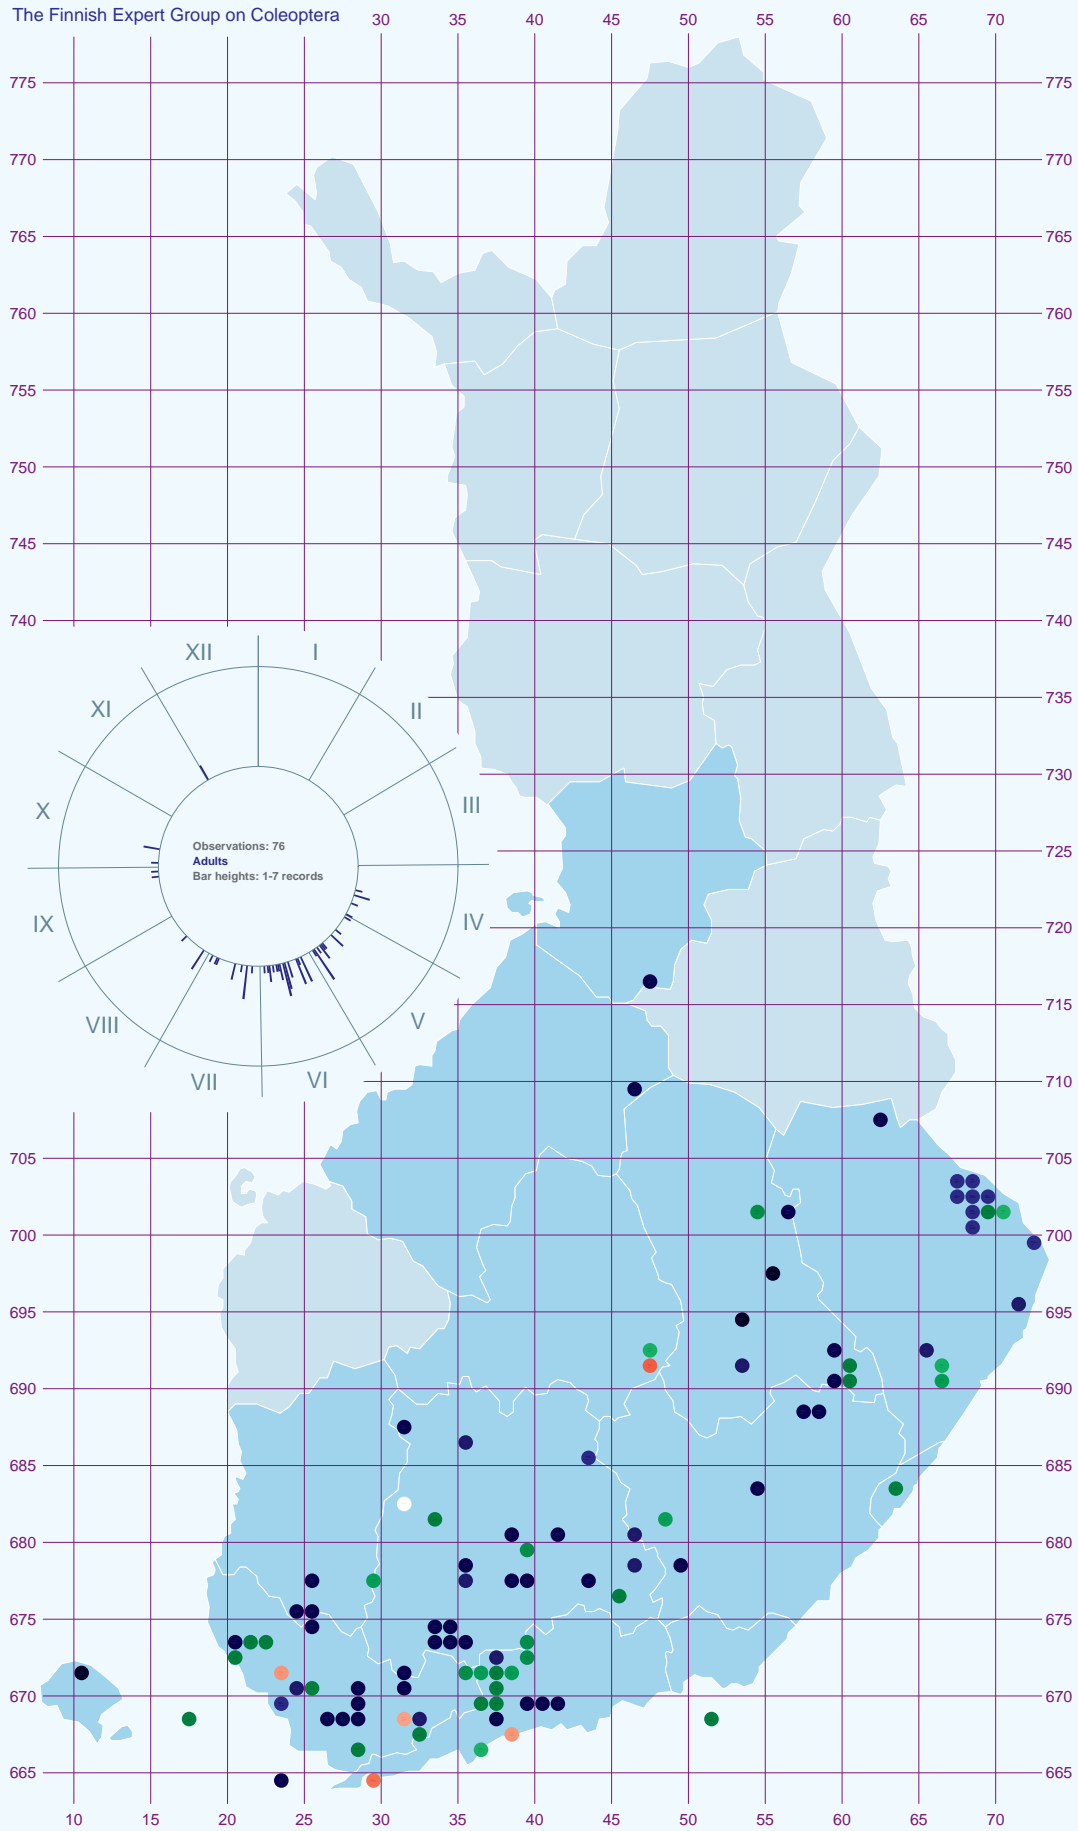 The Finnish Expert Group on Coleoptera
30 40 50 60 70
35 45 55 65
775 775
770 770
765 765
760 760
755 755
750 750
745 745
740 740
XII I
XI II
735
730
X III
Observations: 76
Adults
Bar heights: 1-7 records
725
IX IV
720
VIII V
715
VII VI
710
705 705
700 700
695 695
690 690
685 685
680 680
675 675
670 670
665 665
10 15 20 25 30 35 40 45 50 55 60 65 70